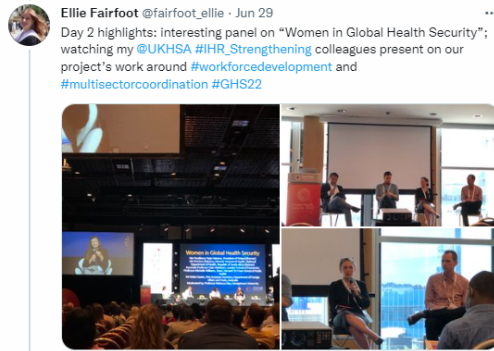 Ellie Fairfoot @fairfoot_ellie · Jun 29
Day 2 highlights: interesting panel on “Women in Global Health Security”;
watching my @UKHSA #IHR_Strengthening colleagues present on our
project's work around #workforcedevelopment and
#multisectorcoordination #GHS22
Women in Global Health Security